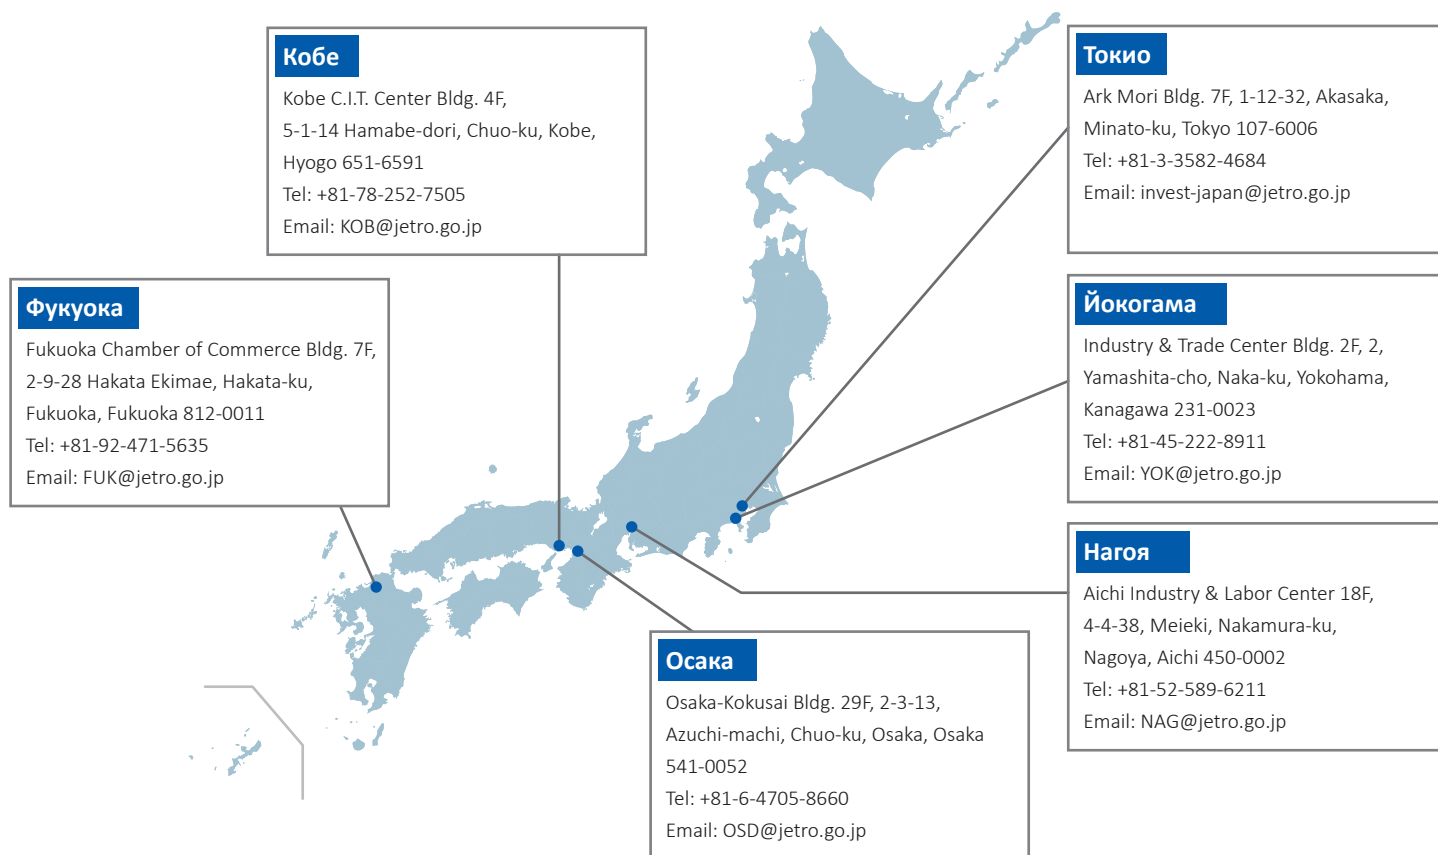 Кобе
Kobe C.I.T. Center Bldg. 4F,
5-1-14 Hamabe-dori, Chuo-ku, Kobe,
Hyogo 651-6591
Tel: +81-78-252-7505
Email: KOB@jetro.go.jp
Токио
Ark Mori Bldg. 7F, 1-12-32, Akasaka,
Minato-ku, Tokyo 107-6006
Tel: +81-3-3582-4684
Email: invest-japan@jetro.go.jp
Фукуока
Fukuoka Chamber of Commerce Bldg. 7F,
2-9-28 Hakata Ekimae, Hakata-ku,
Fukuoka, Fukuoka 812-0011
Tel: +81-92-471-5635
Email: FUK@jetro.go.jp
Йокогама
Industry & Trade Center Bldg. 2F, 2,
Yamashita-cho, Naka-ku, Yokohama,
Kanagawa 231-0023
Tel: +81-45-222-8911
Email: YOK@jetro.go.jp
Нагоя
Aichi Industry & Labor Center 18F,
4-4-38, Meieki, Nakamura-ku,
Nagoya, Aichi 450-0002
Tel: +81-52-589-6211
Email: NAG@jetro.go.jp
Осака
Osaka-Kokusai Bldg. 29F, 2-3-13,
Azuchi-machi, Chuo-ku, Osaka, Osaka
541-0052
Tel: +81-6-4705-8660
Email: OSD@jetro.go.jp